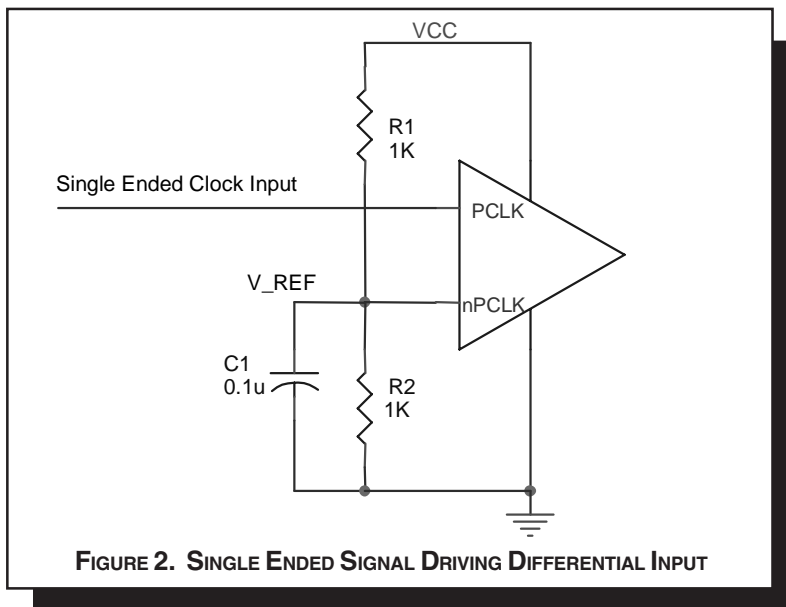 VCC
R1
1K
Single Ended Clock Input
PCLK
V_REF
nPCLK
C1
0.1u
R2
1K
FIGURE 2. SINGLE ENDED SIGNAL DRIVING DIFFERENTIAL INPUT